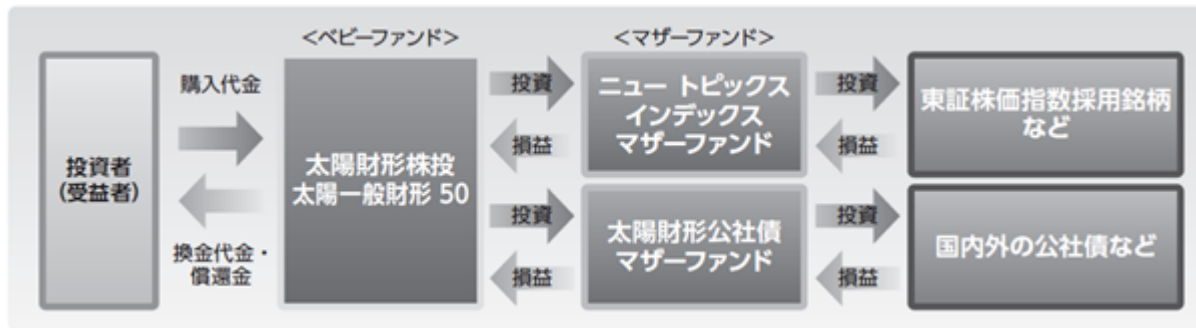 <ベビーファンド>
<マザーファンド>
投資者
(受益者)
購入代金
換金代金・
償還金
太陽財形株投
太陽一般財形 50
投資
損益
ニュー トピックス
インデックス
マザーファンド
投資
損益
東証株価指数採用銘柄
など
投資
損益
太陽財形公社債
マザーファンド
投資
損益
国内外の公社債など